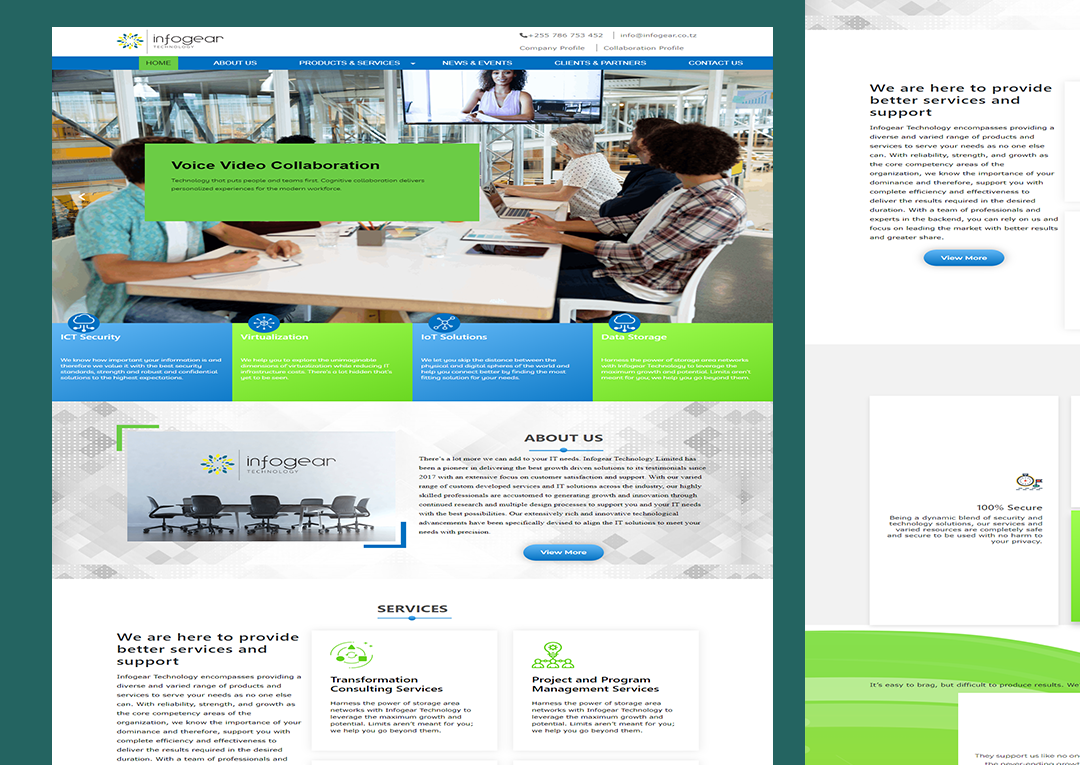 infogear
TECHNOLOGY
+255 786 753 452 | info@infogear.co.tz
Company Profile | Collaboration Profile
HOME ABOUT US PRODUCTS & SERVICES NEWS & EVENTS CLIENTS & PARTNERS CONTACT US
Voice Video Collaboration
Technology that puts people and teams first. Cognitive collaboration delivers
personalized experiences for the modern workforce.
ICT Security
We know how important your information is and
therefore we value it with the best security
standards, strength and robust and confidential
solutions to the highest expectations.
Virtualization
We help you to explore the unimaginable
dimensions of virtualization while reducing IT
infrastructure costs. There's a lot hidden that's
yet to be seen.
IoT Solutions
We let you skip the distance between the
physical and digital spheres of the world and
help you connect better by finding the most
fitting solution for your needs.
Data Storage
Harness the power of storage area networks
with Infogear Technology to leverage the
maximum growth and potential. Limits aren't
meant for you, we help you go beyond them.
infogear
TECHNOLOGY
ABOUT US
There's a lot more we can add to your IT needs. Infogear Technology Limited has
been a pioneer in delivering the best growth driven solutions to its testimonials since
2017 with an extensive focus on customer satisfaction and support. With our varied
range of custom developed services and IT solutions across the industry, our highly
skilled professionals are accustomed to generating growth and innovation through
continued research and multiple design processes to support you and your IT needs
with the best possibilities. Our extensively rich and innovative technological
advancements have been specifically devised to align the IT solutions to meet your
needs with precision.
View More
SERVICES
We are here to provide
better services and
support
Infogear Technology encompasses providing a
diverse and varied range of products and
services to serve your needs as no one else
can. With reliability, strength, and growth as
the core competency areas of the
organization, we know the importance of your
dominance and therefore, support you with
complete efficiency and effectiveness to
deliver the results required in the desired
duration. With a team of professionals and
Transformation
Consulting Services
Harness the power of storage area
networks with Infogear Technology to
leverage the maximum growth and
potential. Limits aren't meant for you;
we help you go beyond them.
Project and Program
Management Services
Harness the power of storage area
networks with Infogear Technology to
leverage the maximum growth and
potential. Limits aren't meant for you;
we help you go beyond them.
We are here to provide
better services and
support
Infogear Technology encompasses providing a
diverse and varied range of products and
services to serve your needs as no one else
can. With reliability, strength, and growth as
the core competency areas of the
organization, we know the importance of your
dominance and therefore, support you with
complete efficiency and effectiveness to
deliver the results required in the desired
duration. With a team of professionals and
experts in the backend, you can rely on us and
focus on leading the market with better results
and greater share.
View More
100% Secure
Being a dynamic blend of security and
technology solutions, our services and
varied resources are completely safe
and secure to be used with no harm to
your privacy.
It's easy to brag, but difficult to produce results. We
They support us like no on
the never-ending growt